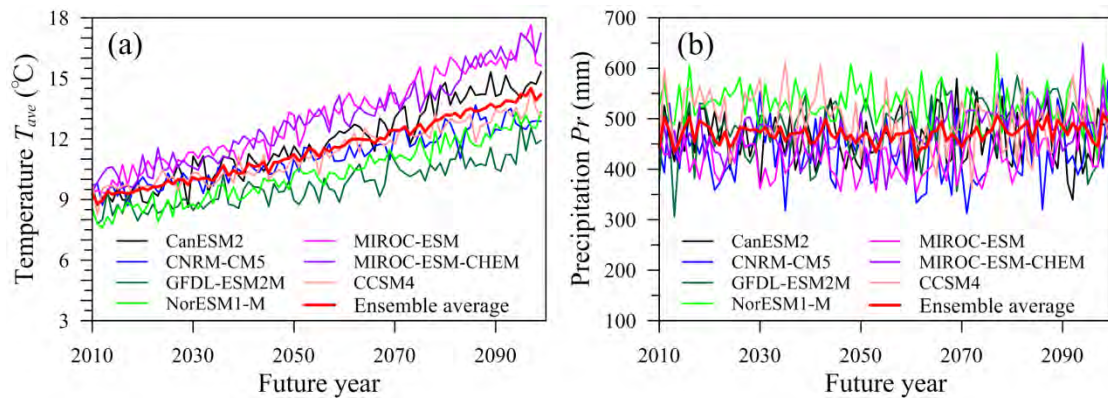 (a)
Temperature Tave (℃)
18
15
12
9
6
3
CanESM2
CNRM-CM5
GFDL-ESM2M
NorESM1-M
MIROC-ESM
MIROC-ESM-CHEM
CCSM4
Ensemble average
2010 2030 2050 2070 2090
Future year
(b)
Precipitation Pr (mm)
700
600
500
400
300
200
100
CanESM2
CNRM-CM5
GFDL-ESM2M
NorESM1-M
MIROC-ESM
MIROC-ESM-CHEM
CCSM4
Ensemble average
2010 2030 2050 2070 2090
Future year